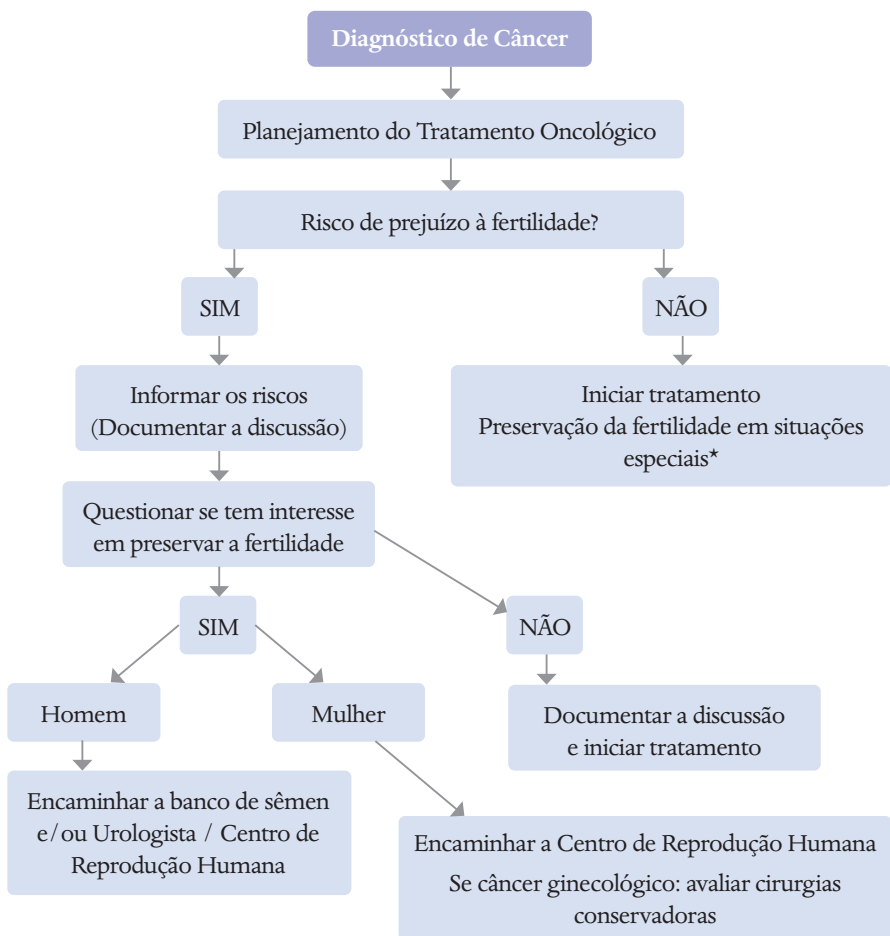 Diagnóstico de Câncer
Planejamento do Tratamento Oncológico
Risco de prejuízo à fertilidade?
SIM
NÃO
Informar os riscos
(Documentar a discussão)
Iniciar tratamento
Preservação da fertilidade em situações
especiais*
Questionar se tem interesse
em preservar a fertilidade
SIM
NÃO
Homem
Mulher
Documentar a discussão
e iniciar tratamento
Encaminhar a banco de sêmen
e/ou Urologista / Centro de
Reprodução Humana
Encaminhar a Centro de Reprodução Humana
Se câncer ginecológico: avaliar cirurgias
conservadoras